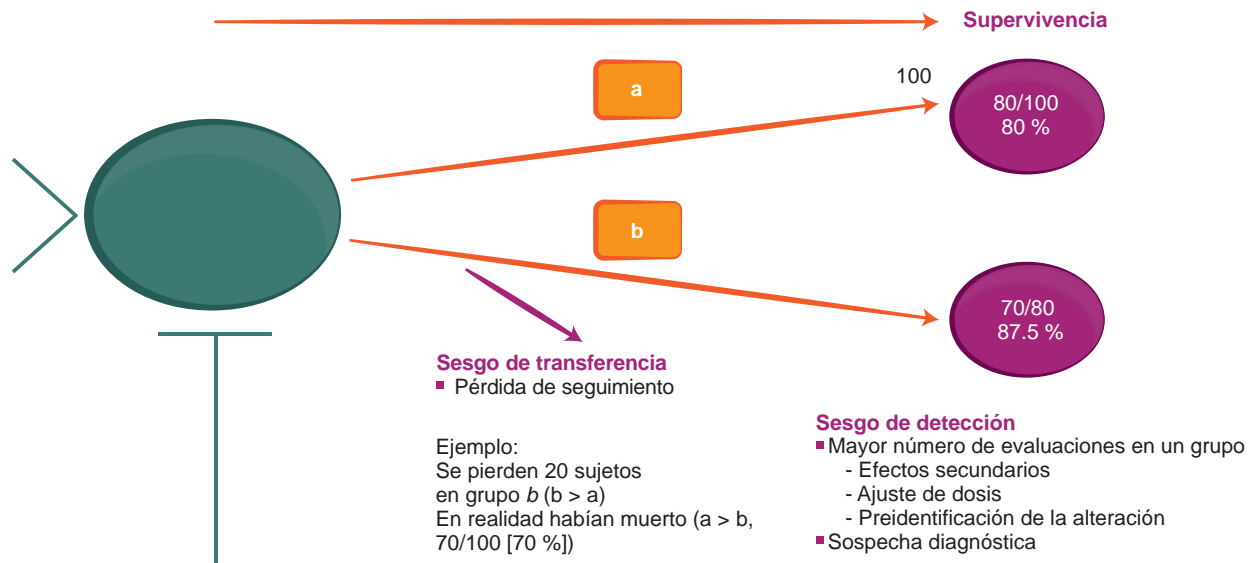 Supervivencia
a
100
80/100
80 %
b
70/80
87.5 %
Sesgo de transferencia
▪ Pérdida de seguimiento
Ejemplo:
Se pierden 20 sujetos
en grupo b (b > a)
En realidad habían muerto (a > b,
70/100 [70 %])
Sesgo de detección
▪ Mayor número de evaluaciones en un grupo
- Efectos secundarios
- Ajuste de dosis
- Preidentificación de la alteración
▪ Sospecha diagnóstica